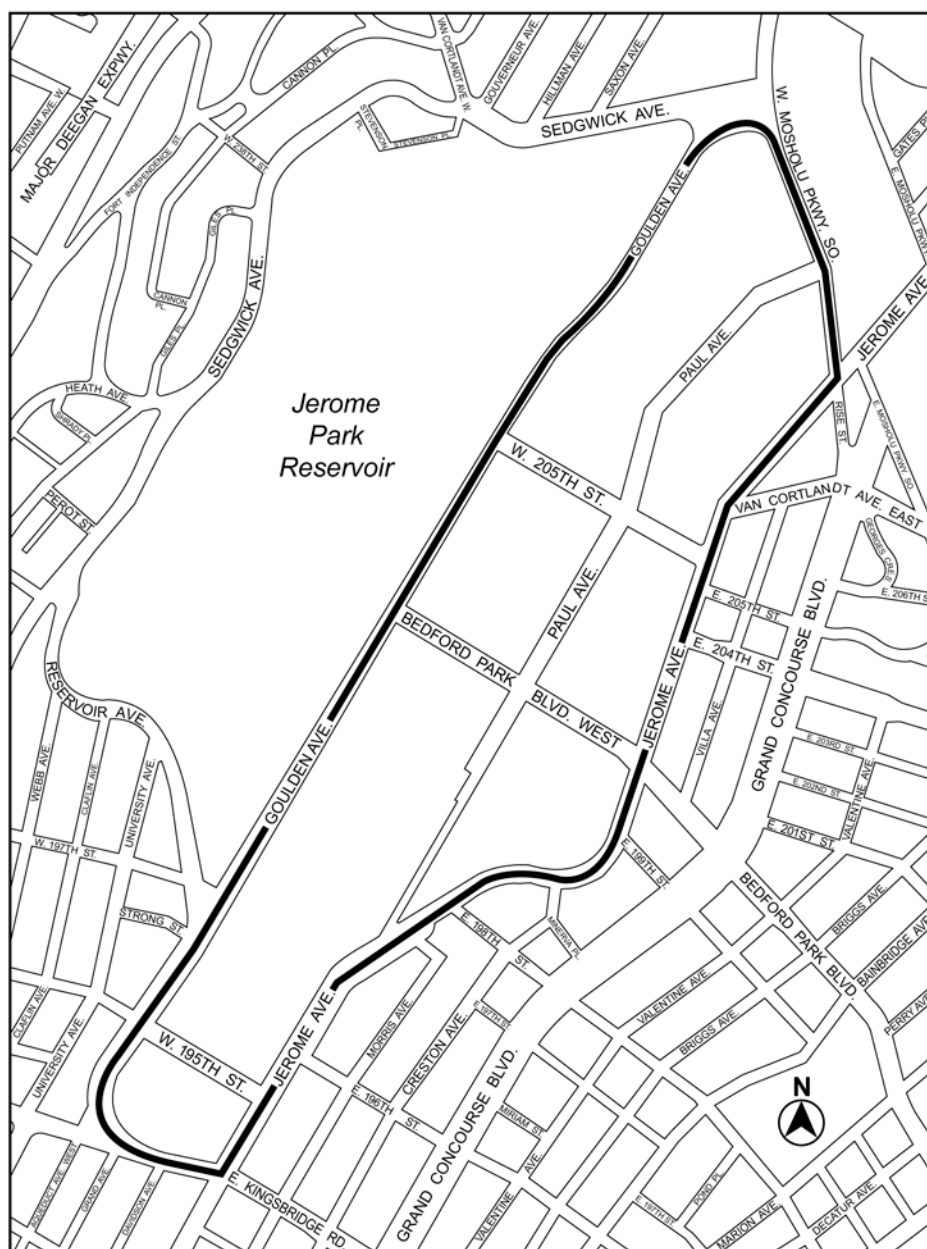 PUTNAM AVE. W.
MAJOR DEEGAN EXPWY.
CANNON PL.
VAN CORTLANDT AVE. W.
GOUVERNEUR AVE.
HILLMAN AVE.
SAXON AVE.
SEDGWICK AVE.
W. MOSHOLU PKWY. SO.
GATES PL.
E. MOSHOLU PKWY.
STEVENSON PL.
STEVENSON PL.
FORT INDEPENDENCE ST.
W. 238TH ST.
GILES PL.
SEDGWICK AVE.
GOULDEN AVE.
CANNON PL.
GILES PL.
JEROME AVE.
PAUL AVE.
HEATH AVE.
SHRADY PL.
Jerome
Park
Reservoir
RISE ST.
E. MOSHOLU PKWY. SO.
W. 205TH ST.
PEROT ST.
VAN CORTLANDT AVE. EAST
GEORGES CRES.
E. 206TH S
PAUL AVE.
E. 205TH ST.
BEDFORD PARK
BLVD. WEST
E. 204TH ST.
GRAND CONCOURSE BLVD.
JEROME AVE.
VILLA AVE.
RESERVOIR AVE.
E. 203RD ST.
E. 202ND ST.
VALENTINE AVE.
E. 201ST ST.
WEBB AVE.
CLAFLIN AVE.
UNIVERSITY AVE.
GOULDEN AVE.
W. 197TH ST.
E. 199TH ST.
BEDFORD PARK BLVD.
BRIGGS AVE.
BAINBRIDGE AVE
PERRY AVE
STRONG ST.
E. 198TH ST.
MINERVA PL.
VALENTINE AVE.
BRIGGS AVE.
CLAFLIN AVE.
UNIVERSITY AVE.
JEROME AVE.
MORRIS AVE.
CRESTON AVE.
E. 197TH ST.
W. 195TH ST.
E. 196TH ST.
GRAND CONCOURSE BLVD.
MIRIAM ST.
N
AQUEDUCT AVE. WEST
GRAND AVE.
DAVIDSON AVE.
E. KINGSBRIDGE RD.
VALENTINE AVE.
E. 197TH ST.
POND PL.
MARION AVE.
DECATUR AVE.